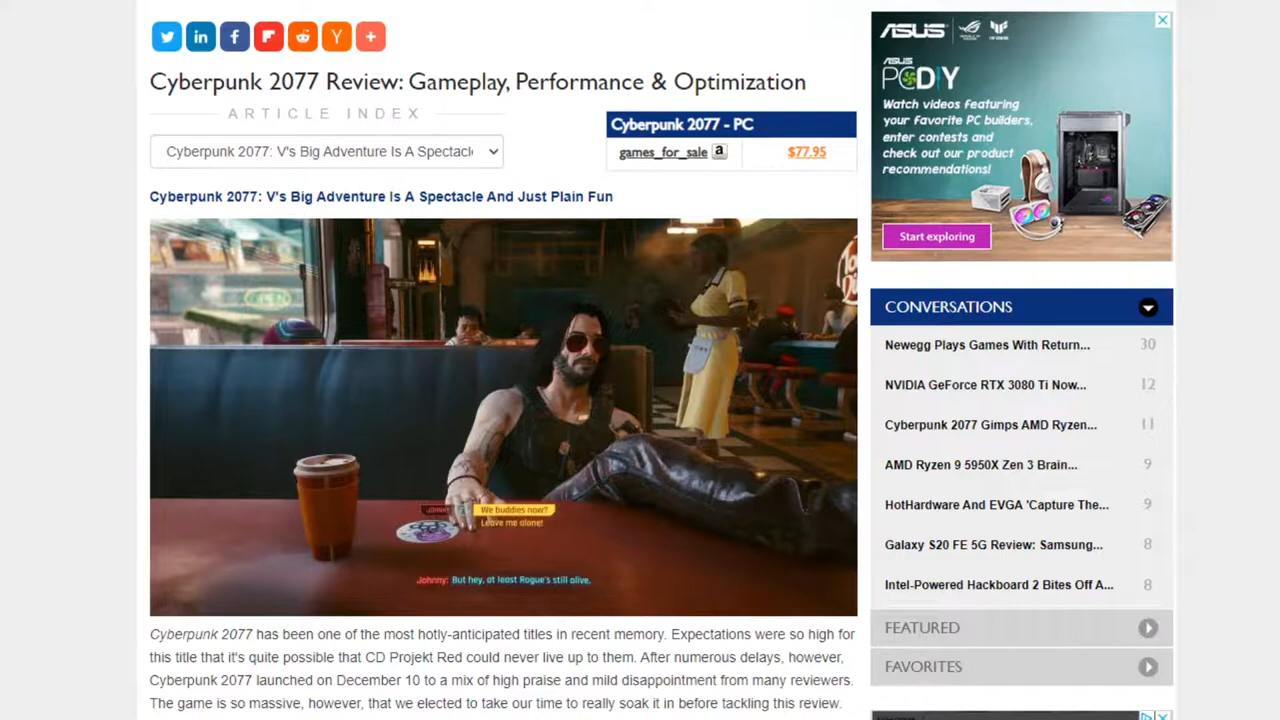 Cyberpunk 2077 Review: Gameplay, Performance & Optimization
ARTICLE INDEX
Cyberpunk 2077: V's Big Adventure Is A Spectacl
Cyberpunk 2077 - PC
games_for_sale a $77.95
Cyberpunk 2077: V's Big Adventure Is A Spectacle And Just Plain Fun
OPEN
JOHNNY
We buddies now?
Leave me alone!
Johnny: But hey, at least Rogue's still alive.
Cyberpunk 2077 has been one of the most hotly-anticipated titles in recent memory. Expectations were so high for
this title that it's quite possible that CD Projekt Red could never live up to them. After numerous delays, however,
Cyberpunk 2077 launched on December 10 to a mix of high praise and mild disappointment from many reviewers.
The game is so massive, however, that we elected to take our time to really soak it in before tackling this review.
ASUS
ASUS
PCDIY
Watch videos featuring
your favorite PC builders,
enter contests and
check out our product
recommendations!
Start exploring
CONVERSATIONS
Newegg Plays Games With Return... 30
NVIDIA GeForce RTX 3080 Ti Now... 12
Cyberpunk 2077 Gimps AMD Ryzen... 11
AMD Ryzen 9 5950X Zen 3 Brain... 9
HotHardware And EVGA 'Capture The... 9
Galaxy S20 FE 5G Review: Samsung... 8
Intel-Powered Hackboard 2 Bites Off A... 8
FEATURED
FAVORITES